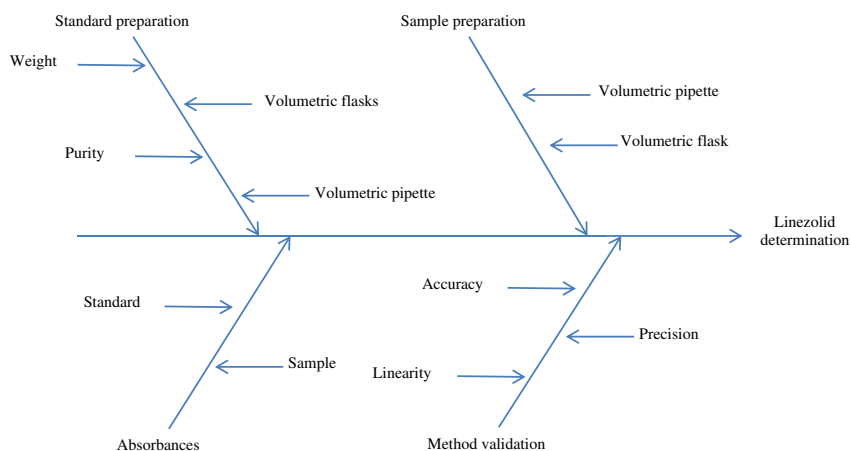 Standard preparation
Sample preparation
Weight
Volumetric flasks
Volumetric pipette
Purity
Volumetric flask
Volumetric pipette
Linezolid
determination
Accuracy
Standard
Precision
Sample
Linearity
Absorbances
Method validation